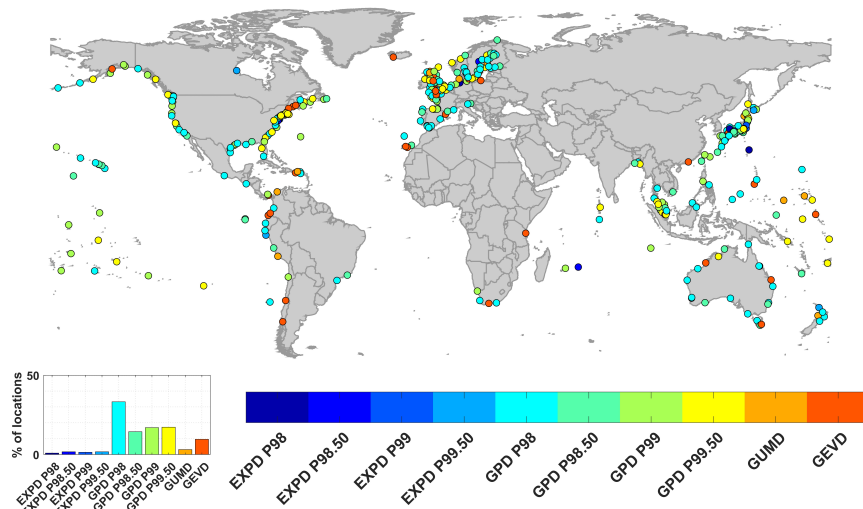 50
0
% of locations
EXPD P98
EXPD P98.50
EXPD P99
EXPD P99.50
GPD P98
GPD P98.50
GPD P99
GPD P99.50
GUMD
GEVD
EXPD P98
EXPD P98.50
EXPD P99
EXPD P99.50
GPD P98
GPD P98.50
GPD P99
GPD P99.50
GUMD
GEVD